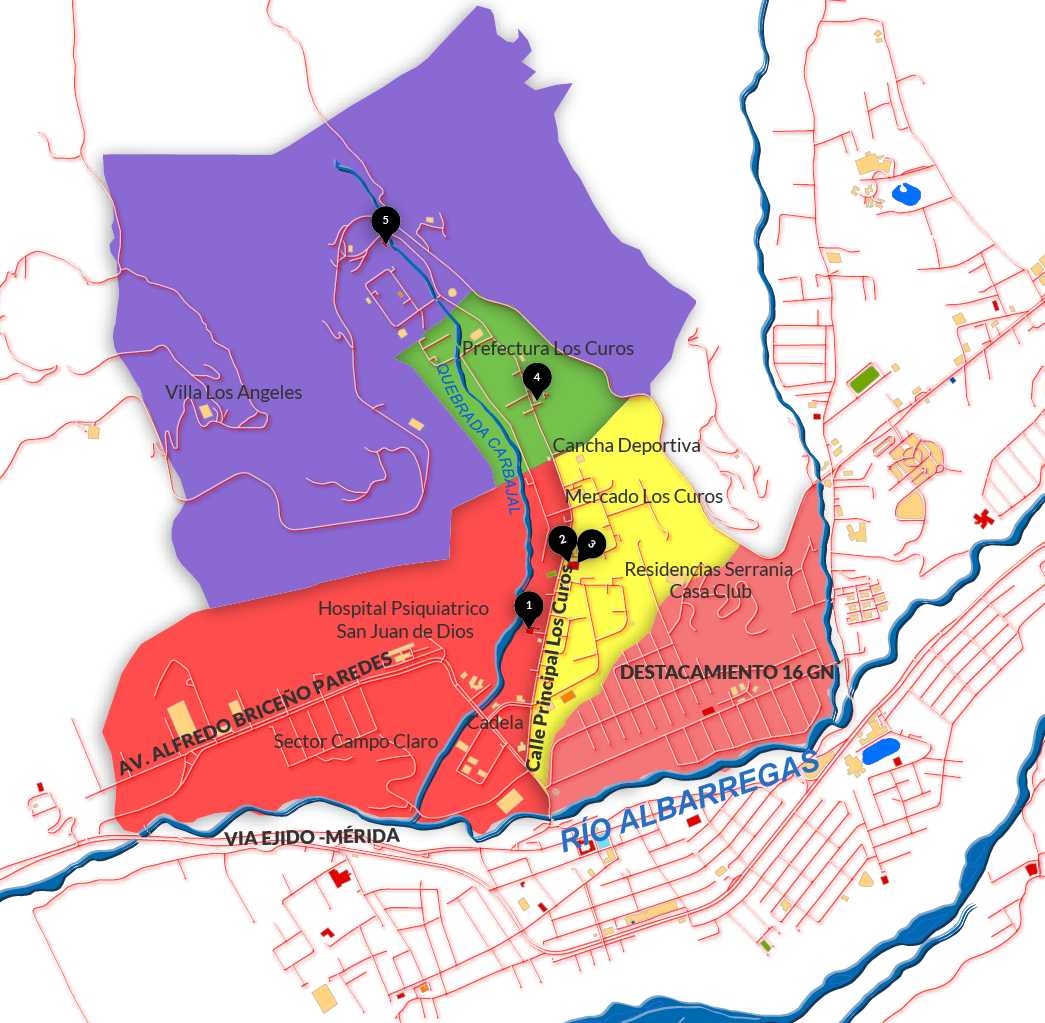 5
Prefectura Los Curos
4
Villa Los Angeles
QUEBRADA CARBAJAL
Cancha Deportiva
Mercado Los Curos
2
3
Residencias Serrania
Casa Club
Hospital Psiquiatrico
San Juan de Dios
1
Calle Principal Los Curos
DESTACAMIENTO 16 GN
AV. ALFREDO BRICEÑO PAREDES
Cadela
Sector Campo Claro
RÍO ALBARREGAS
VIA EJIDO -MÉRIDA